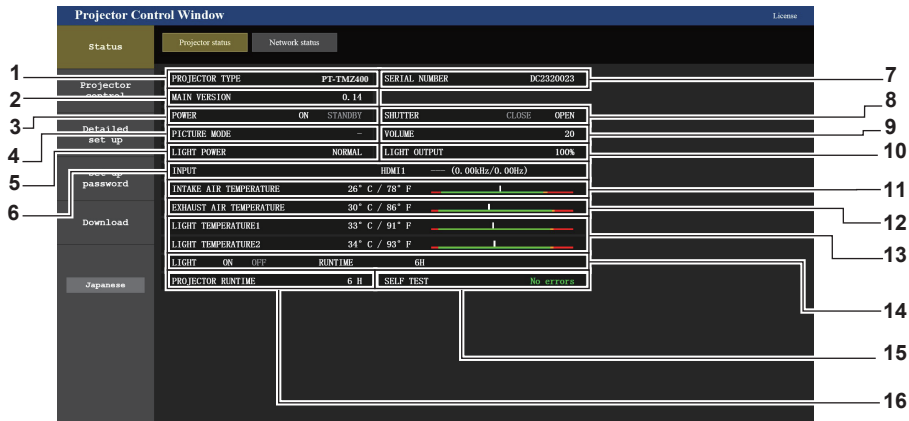 Projector Control Window
License
Status
Projector status
Network status
1
PROJECTOR TYPE PT-TMZ400
SERIAL NUMBER DC2320023
7
Projector
control
2
MAIN VERSION 0.14
8
3
POWER ON STANDBY
SHUTTER CLOSE OPEN
9
Detailed
set up
4
PICTURE MODE -
VOLUME 20
10
5
LIGHT POWER NORMAL
LIGHT OUTPUT 100%
Set up
password
6
INPUT HDMI1 --- (0.00kHz/0.00Hz)
11
INTAKE AIR TEMPERATURE 26° C / 78° F
12
EXHAUST AIR TEMPERATURE 30° C / 86° F
Download
LIGHT TEMPERATURE1 33° C / 91° F
13
LIGHT TEMPERATURE2 34° C / 93° F
LIGHT ON OFF RUNTIME 6H
14
PROJECTOR RUNTIME 6 H
SELF TEST No errors
Japanese
15
16